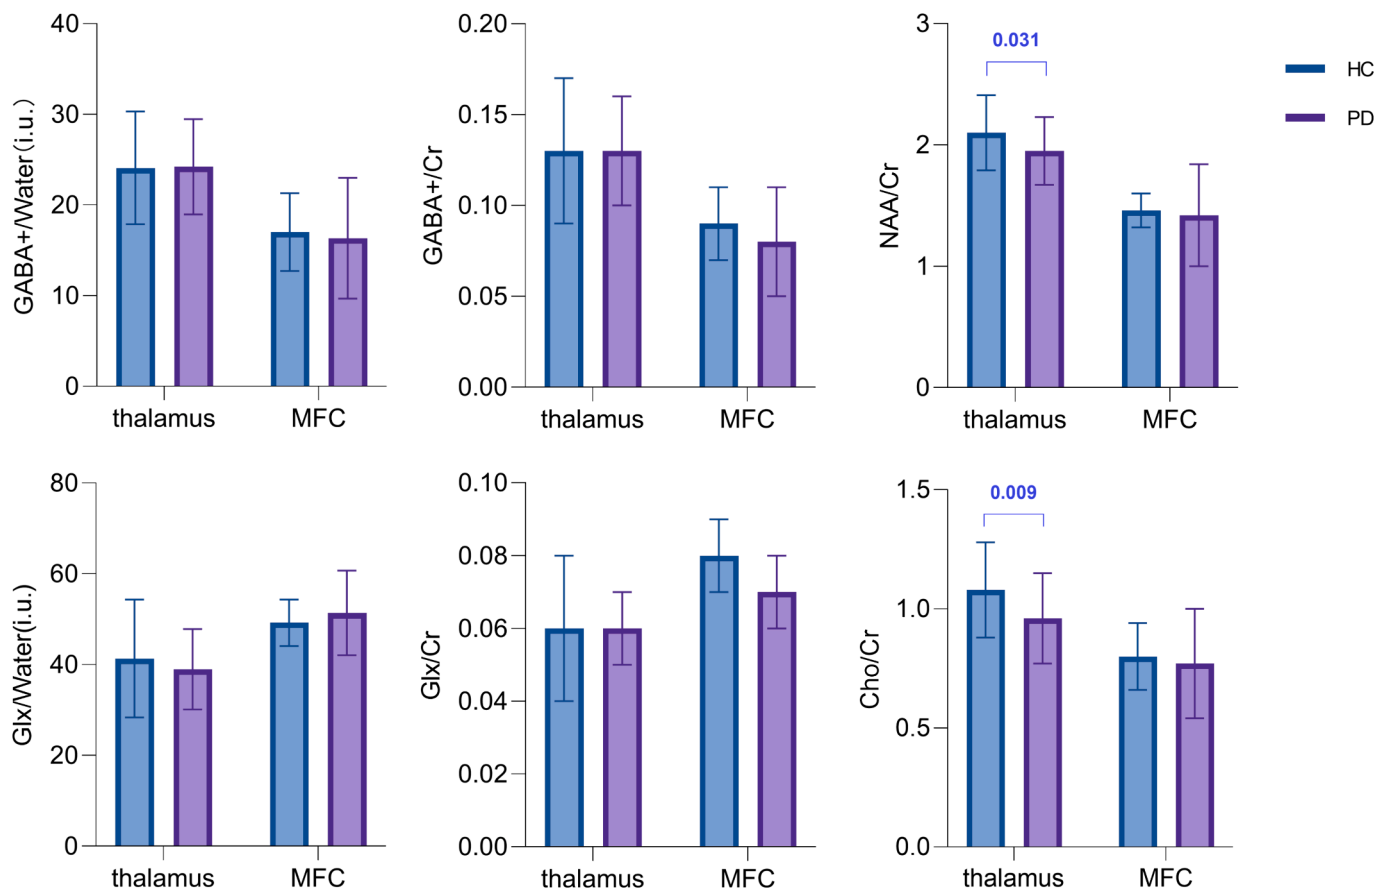 GABA+/Water(i.u.)
40
30
20
10
0
thalamus MFC
GABA+/Cr
0.20
0.15
0.10
0.05
0.00
thalamus MFC
NAA/Cr
3
2
1
0
0.031
thalamus MFC
HC
PD
Glx/Water(i.u.)
80
60
40
20
0
thalamus MFC
Glx/Cr
0.10
0.08
0.06
0.04
0.02
0.00
thalamus MFC
Cho/Cr
1.5
1.0
0.5
0.0
0.009
thalamus MFC